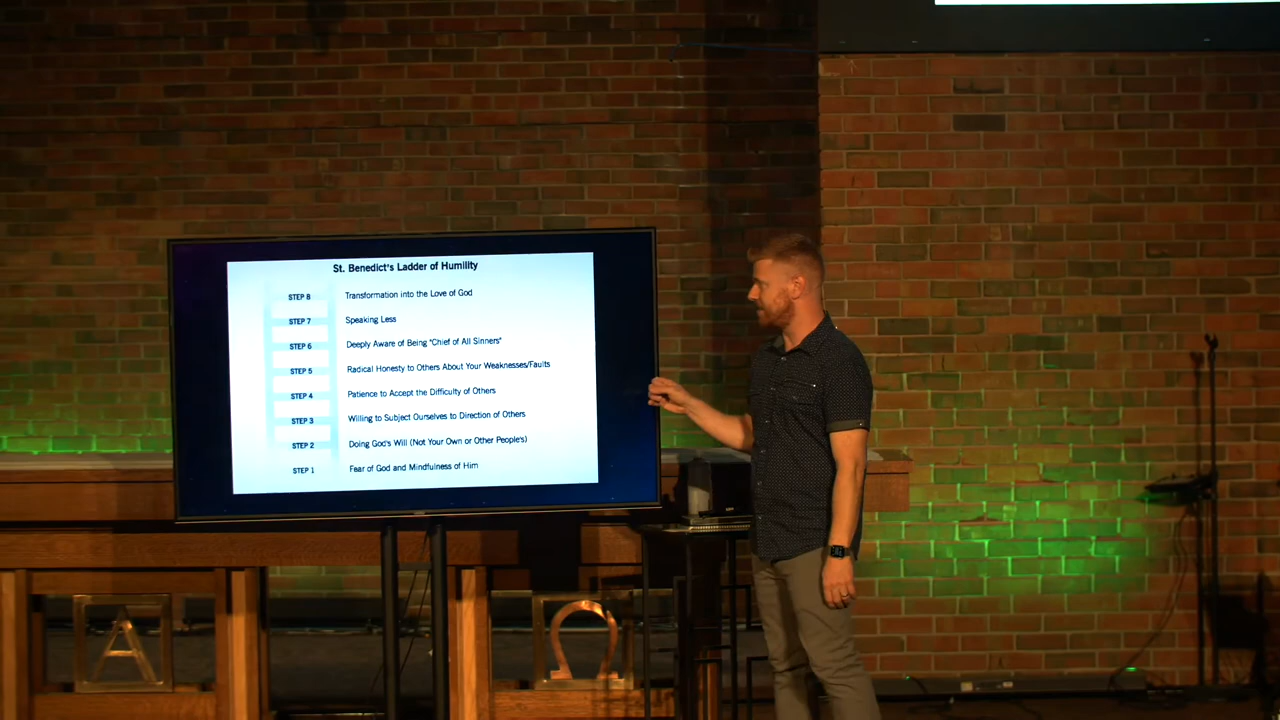 St. Benedict's Ladder of Humility
STEP 8 Transformation into the Love of God
STEP 7 Speaking Less
STEP 6 Deeply Aware of Being "Chief of All Sinners"
STEP 5 Radical Honesty to Others About Your Weaknesses/Faults
STEP 4 Patience to Accept the Difficulty of Others
STEP 3 Willing to Subject Ourselves to Direction of Others
STEP 2 Doing God's Will (Not Your Own or Other People's)
STEP 1 Fear of God and Mindfulness of Him
Α Ω